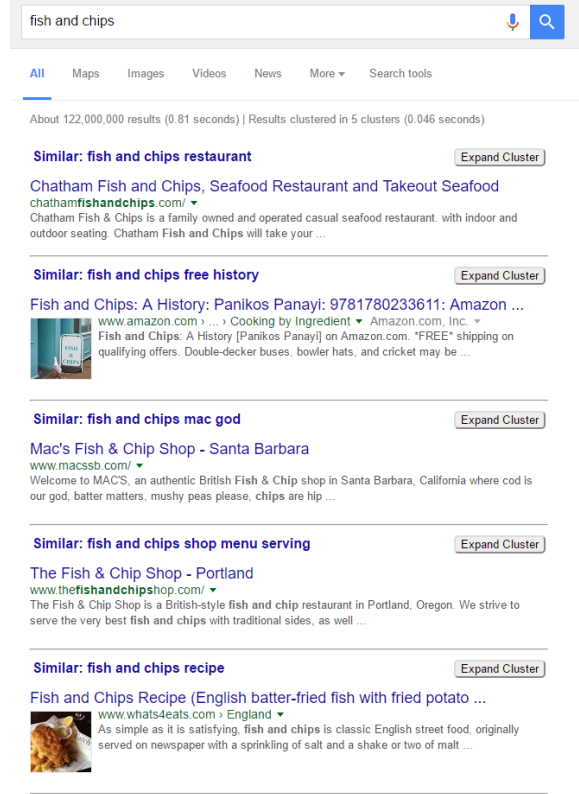 fish and chips
All Maps Images Videos News More Search tools
About 122,000,000 results (0.81 seconds) | Results clustered in 5 clusters (0.046 seconds)
Similar: fish and chips restaurant Expand Cluster
Chatham Fish and Chips, Seafood Restaurant and Takeout Seafood
chathamfishandchips.com/
Chatham Fish & Chips is a family owned and operated casual seafood restaurant. with indoor and
outdoor seating. Chatham Fish and Chips will take your ...
Similar: fish and chips free history Expand Cluster
Fish and Chips: A History: Panikos Panayi: 9781780233611: Amazon ...
www.amazon.com › ... › Cooking by Ingredient Amazon.com, Inc.
Fish and Chips: A History [Panikos Panayi] on Amazon.com. *FREE* shipping on
FISH
&
CHIPS
qualifying offers. Double-decker buses, bowler hats, and cricket may be ...
Similar: fish and chips mac god Expand Cluster
Mac's Fish & Chip Shop - Santa Barbara
www.macssb.com/
Welcome to MAC'S, an authentic British Fish & Chip shop in Santa Barbara, California where cod is
our god, batter matters, mushy peas please, chips are hip ...
Similar: fish and chips shop menu serving Expand Cluster
The Fish & Chip Shop - Portland
www.thefishandchipshop.com/
The Fish & Chip Shop is a British-style fish and chip restaurant in Portland, Oregon. We strive to
serve the very best fish and chips with traditional sides, as well ...
Similar: fish and chips recipe Expand Cluster
Fish and Chips Recipe (English batter-fried fish with fried potato ...
www.whats4eats.com › England
As simple as it is satisfying, fish and chips is classic English street food, originally
served on newspaper with a sprinkling of salt and a shake or two of malt ...